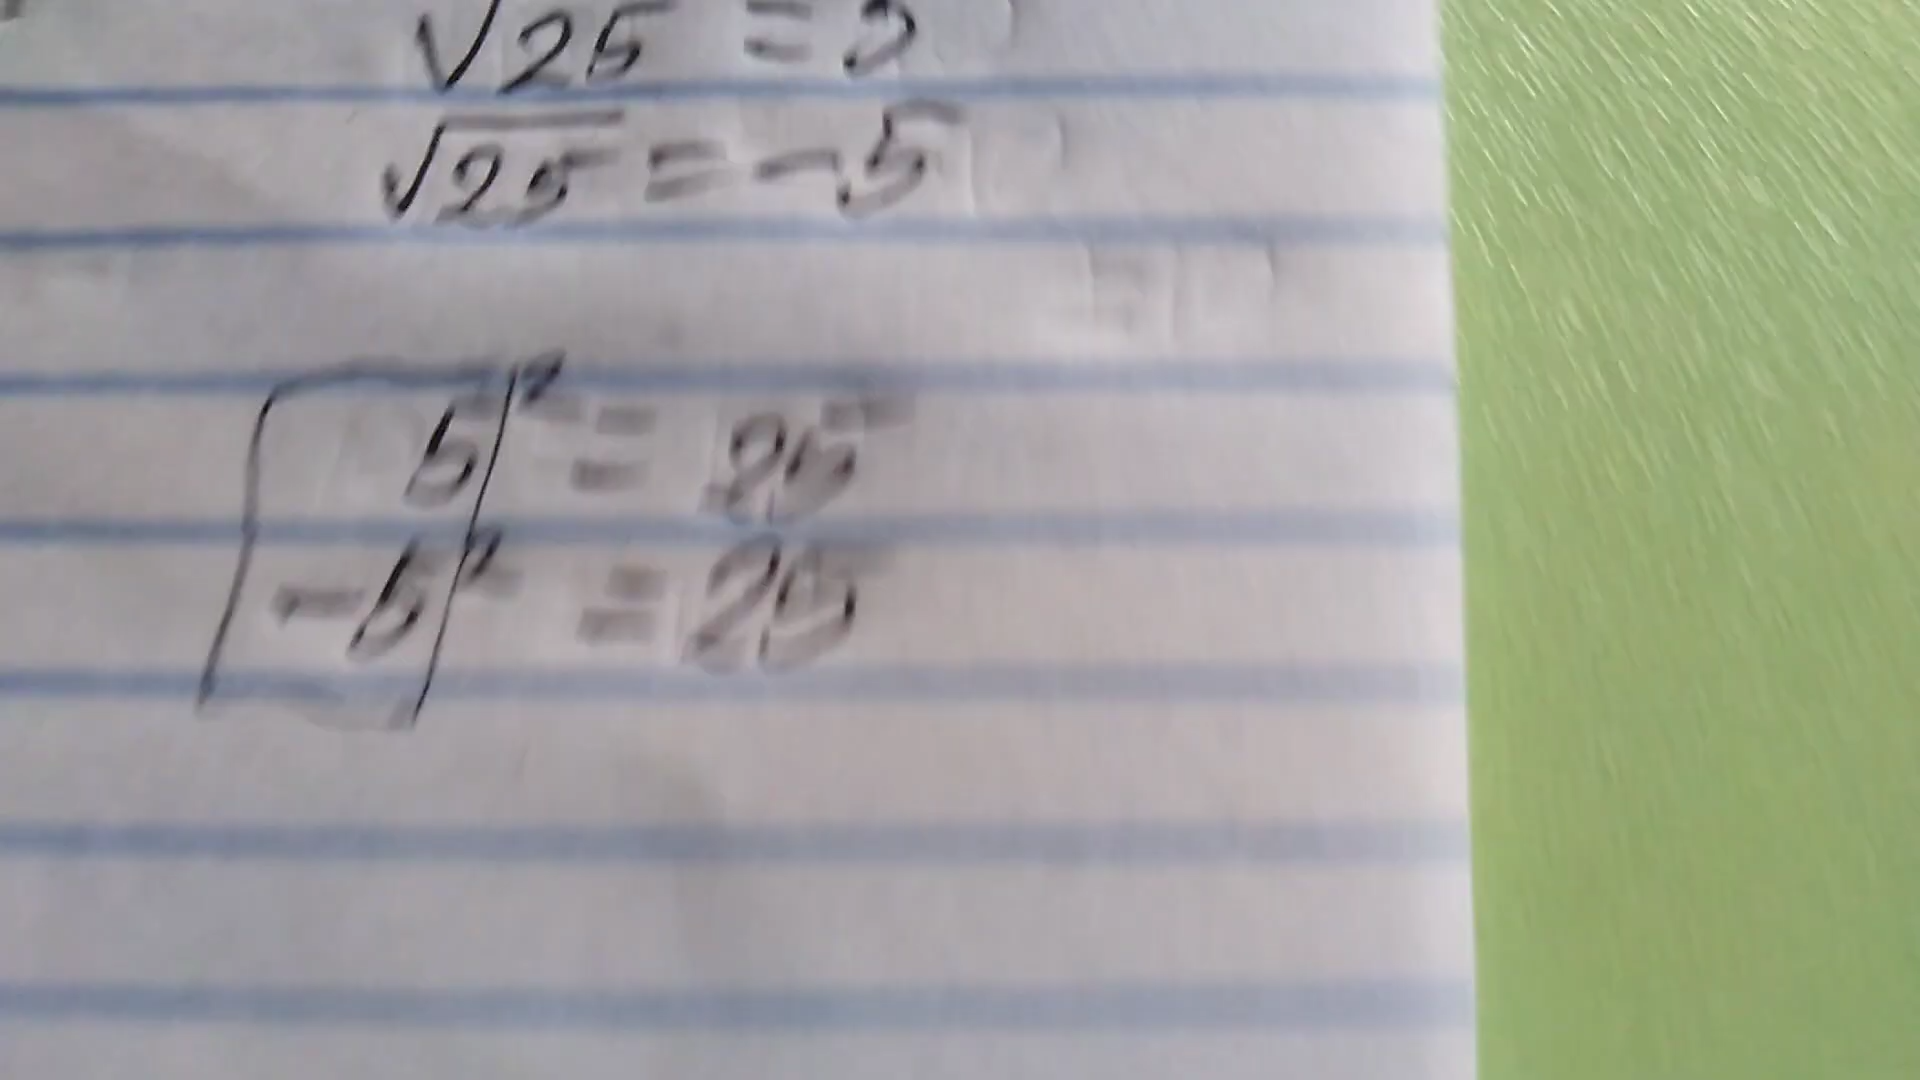 √25 = 5
√25 = -5
5² = 25
-5² = 25